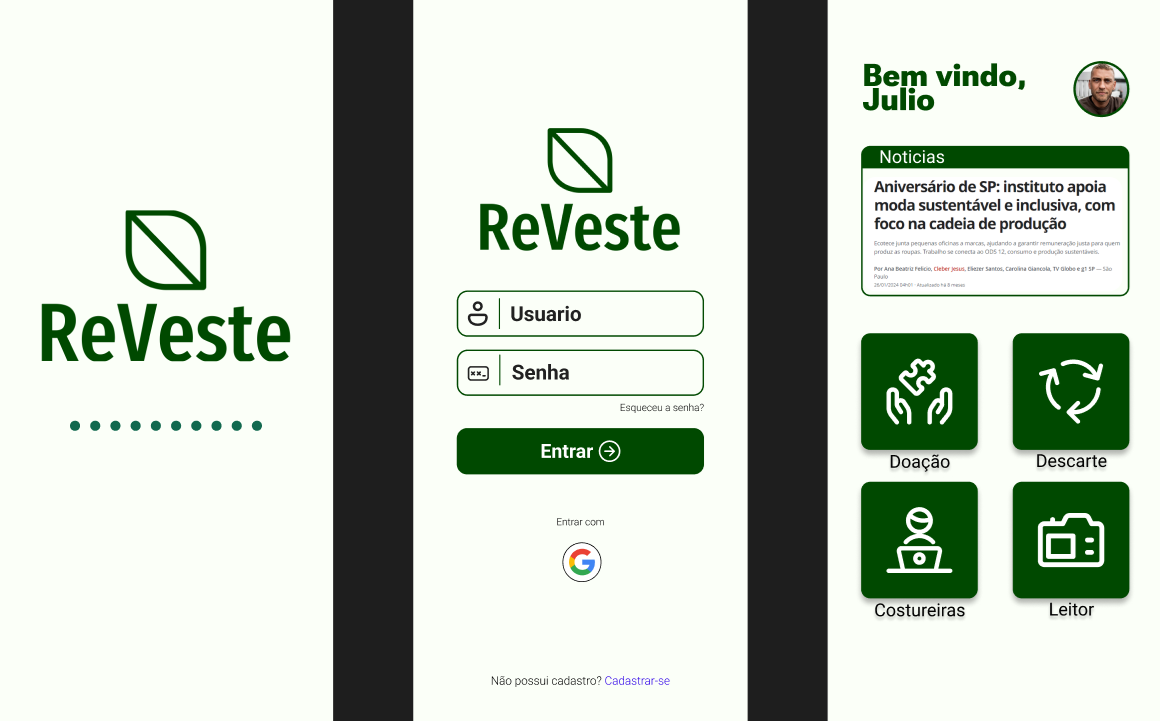 ReVeste
ReVeste
Usuario
Senha
Esqueceu a senha?
Entrar
Entrar com
Não possui cadastro? Cadastrar-se
Bem vindo,
Julio
Noticias
Aniversário de SP: instituto apoia
moda sustentável e inclusiva, com
foco na cadeia de produção
Ecotece junta pequenas oficinas a marcas, ajudando a garantir remuneração justa para quem
produz as roupas. Trabalho se conecta ao ODS 12, consumo e produção sustentáveis.
Por Ana Beatriz Felicio, Cleber Jesus, Eliezer Santos, Carolina Giancola, TV Globo e g1 SP — São
Paulo
26/01/2024 04h01 · Atualizado há 8 meses
Doação
Descarte
Costureiras
Leitor